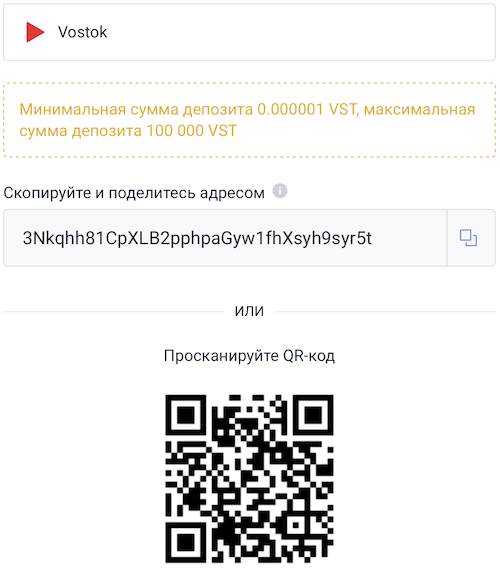 Vostok
Минимальная сумма депозита 0.000001 VST, максимальная
сумма депозита 100 000 VST
Скопируйте и поделитесь адресом
3Nkqhh81CpXLB2pphpaGyw1fhXsyh9syr5t
ИЛИ
Просканируйте QR-код